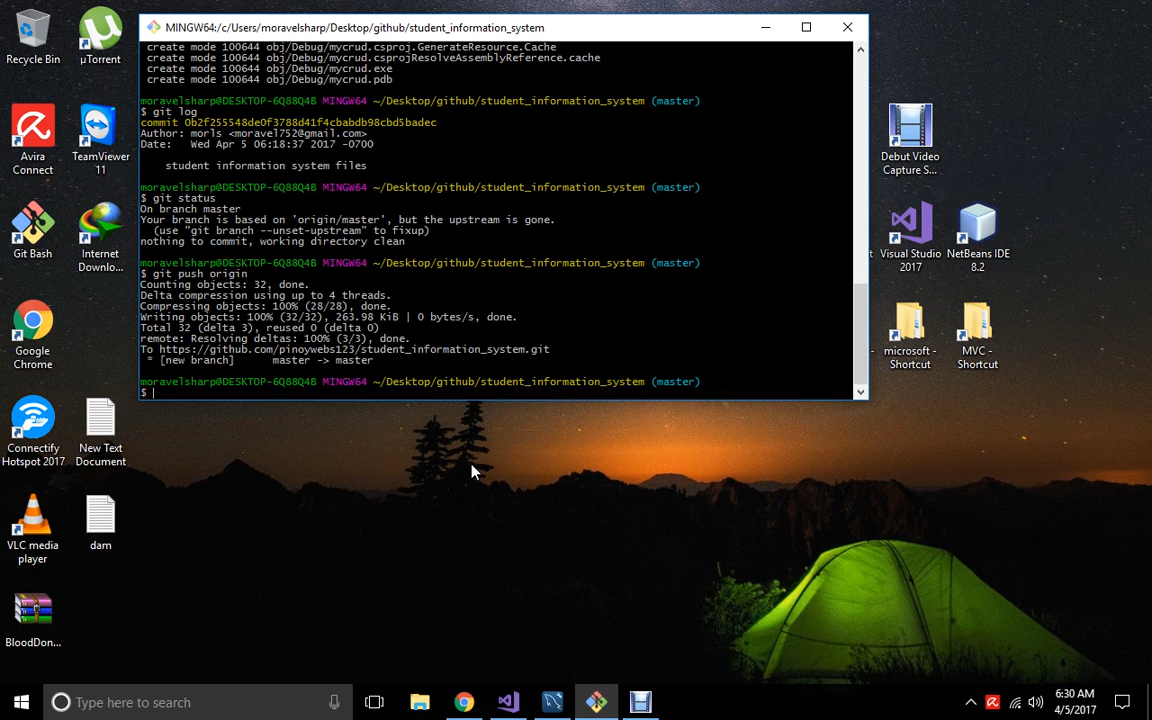 Recycle Bin
µTorrent
Avira
Connect
TeamViewer
11
Git Bash
Internet
Downlo...
Google
Chrome
Connectify
Hotspot 2017
New Text
Document
VLC media
player
dam
BloodDon...
MINGW64:/c/Users/moravelsharp/Desktop/github/student_information_system
create mode 100644 obj/Debug/mycrud.csproj.GenerateResource.Cache
create mode 100644 obj/Debug/mycrud.csprojResolveAssemblyReference.cache
create mode 100644 obj/Debug/mycrud.exe
create mode 100644 obj/Debug/mycrud.pdb
moravelsharp@DESKTOP-6Q88Q4B MINGW64 ~/Desktop/github/student_information_system (master)
$ git log
commit 0b2f255548de0f3788d41f4cbabdb98cbd5badec
Author: morls <moravel752@gmail.com>
Date:   Wed Apr 5 06:18:37 2017 -0700
student information system files
moravelsharp@DESKTOP-6Q88Q4B MINGW64 ~/Desktop/github/student_information_system (master)
$ git status
On branch master
Your branch is based on 'origin/master', but the upstream is gone.
(use "git branch --unset-upstream" to fixup)
nothing to commit, working directory clean
moravelsharp@DESKTOP-6Q88Q4B MINGW64 ~/Desktop/github/student_information_system (master)
$ git push origin
Counting objects: 32, done.
Delta compression using up to 4 threads.
Compressing objects: 100% (28/28), done.
Writing objects: 100% (32/32), 263.98 KiB | 0 bytes/s, done.
Total 32 (delta 3), reused 0 (delta 0)
remote: Resolving deltas: 100% (3/3), done.
To https://github.com/pinoywebs123/student_information_system.git
* [new branch]      master -> master
moravelsharp@DESKTOP-6Q88Q4B MINGW64 ~/Desktop/github/student_information_system (master)
$
Debut Video
Capture S...
Visual Studio
2017
NetBeans IDE
8.2
microsoft -
Shortcut
MVC -
Shortcut
Type here to search
6:30 AM
4/5/2017